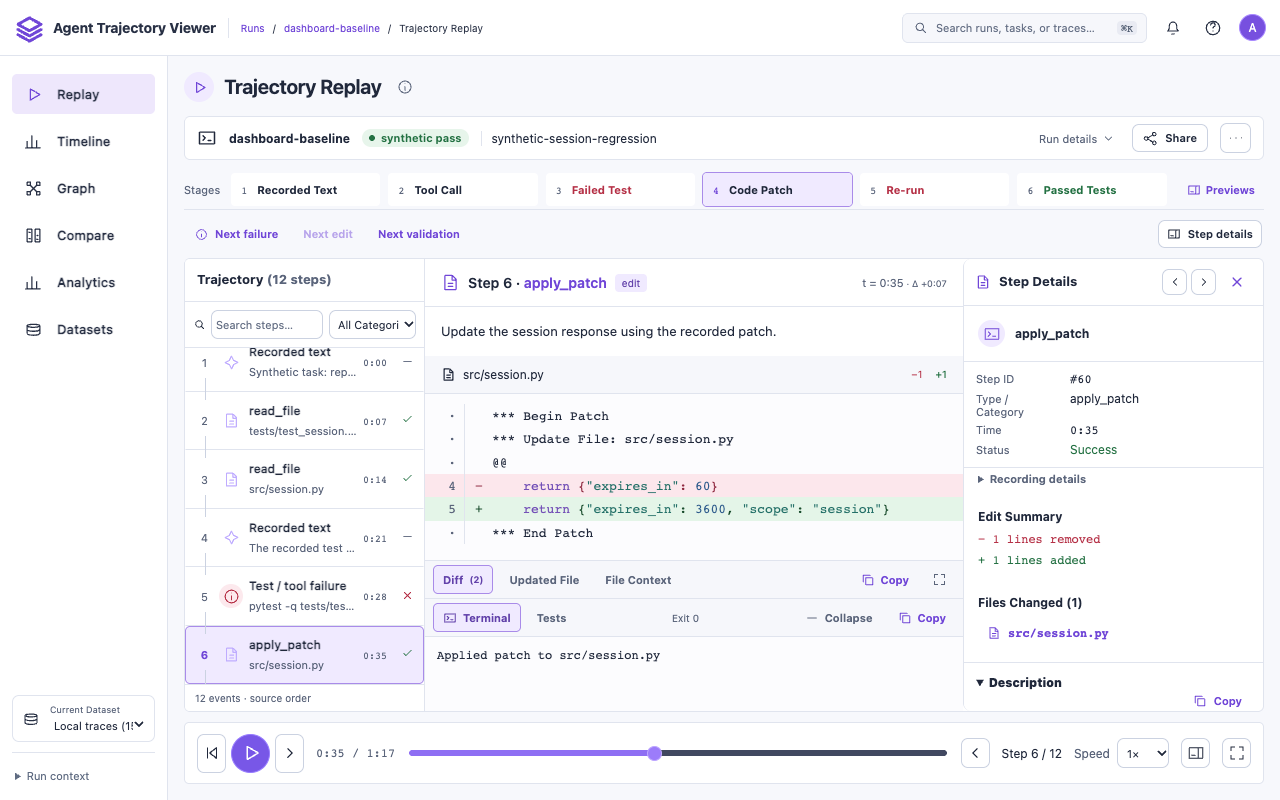 Agent Trajectory Viewer
Runs / dashboard-baseline / Trajectory Replay
Search runs, tasks, or traces... ⌘K
A
Replay
Timeline
Graph
Compare
Analytics
Datasets
Current Dataset
Local traces (1
Run context
Trajectory Replay
dashboard-baseline
synthetic pass
synthetic-session-regression
Run details
Share
...
Stages
1 Recorded Text
2 Tool Call
3 Failed Test
4 Code Patch
5 Re-run
6 Passed Tests
Previews
Next failure
Next edit
Next validation
Step details
Trajectory (12 steps)
Search steps...
All Categori
1 Recorded text 0:00 —
Synthetic task: rep...
2 read_file 0:07 ✓
tests/test_session....
3 read_file 0:14 ✓
src/session.py
4 Recorded text 0:21 —
The recorded test ...
5 Test / tool failure 0:28 ✕
pytest -q tests/tes...
6 apply_patch 0:35 ✓
src/session.py
12 events · source order
Step 6 · apply_patch edit
t = 0:35 · Δ +0:07
Update the session response using the recorded patch.
src/session.py −1 +1
· *** Begin Patch
· *** Update File: src/session.py
· @@
4 − return {"expires_in": 60}
5 + return {"expires_in": 3600, "scope": "session"}
· *** End Patch
Diff (2)
Updated File
File Context
Copy
Terminal
Tests
Exit 0
— Collapse
Copy
Applied patch to src/session.py
Step Details
apply_patch
Step ID #60
Type / Category apply_patch
Time 0:35
Status Success
Recording details
Edit Summary
− 1 lines removed
+ 1 lines added
Files Changed (1)
src/session.py
Description
Copy
0:35 / 1:17
Step 6 / 12
Speed 1×